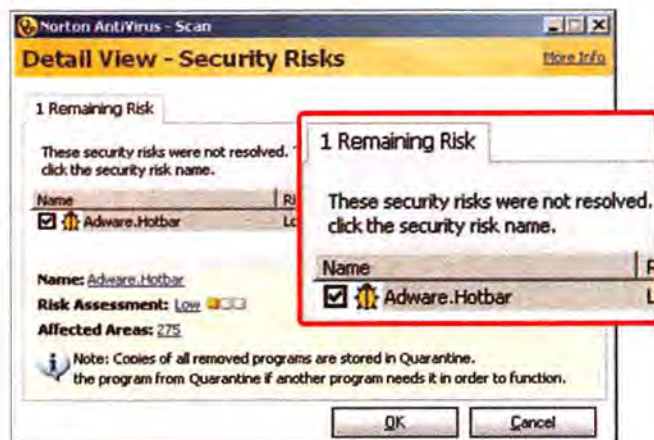 Norton AntiVirus - Scan
Detail View - Security Risks
More Info
1 Remaining Risk
These security risks were not resolved.
click the security risk name.
Name
Adware.Hotbar
Name: Adware.Hotbar
Risk Assessment: Low
Affected Areas: 275
Note: Copies of all removed programs are stored in Quarantine.
the program from Quarantine if another program needs it in order to function.
OK
Cancel
1 Remaining Risk
These security risks were not resolved.
click the security risk name.
Name
Adware.Hotbar